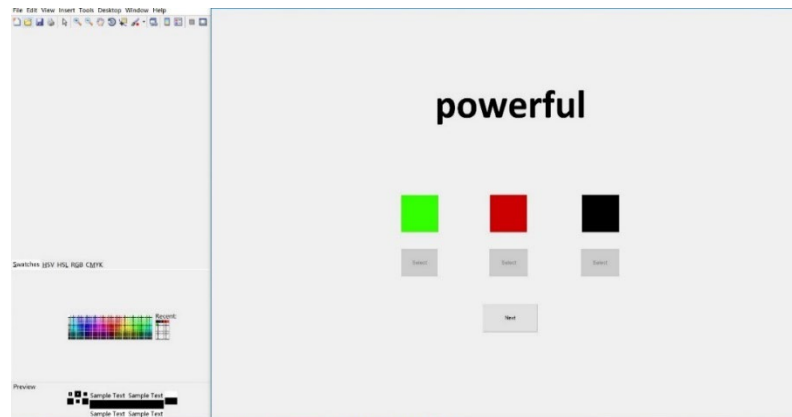 File Edit View Insert Tools Desktop Window Help
powerful
Select Select Select
Swatches HSV HSL RGB CMYK
Next
Recent:
Preview
Sample Text Sample Text
Sample Text Sample Text